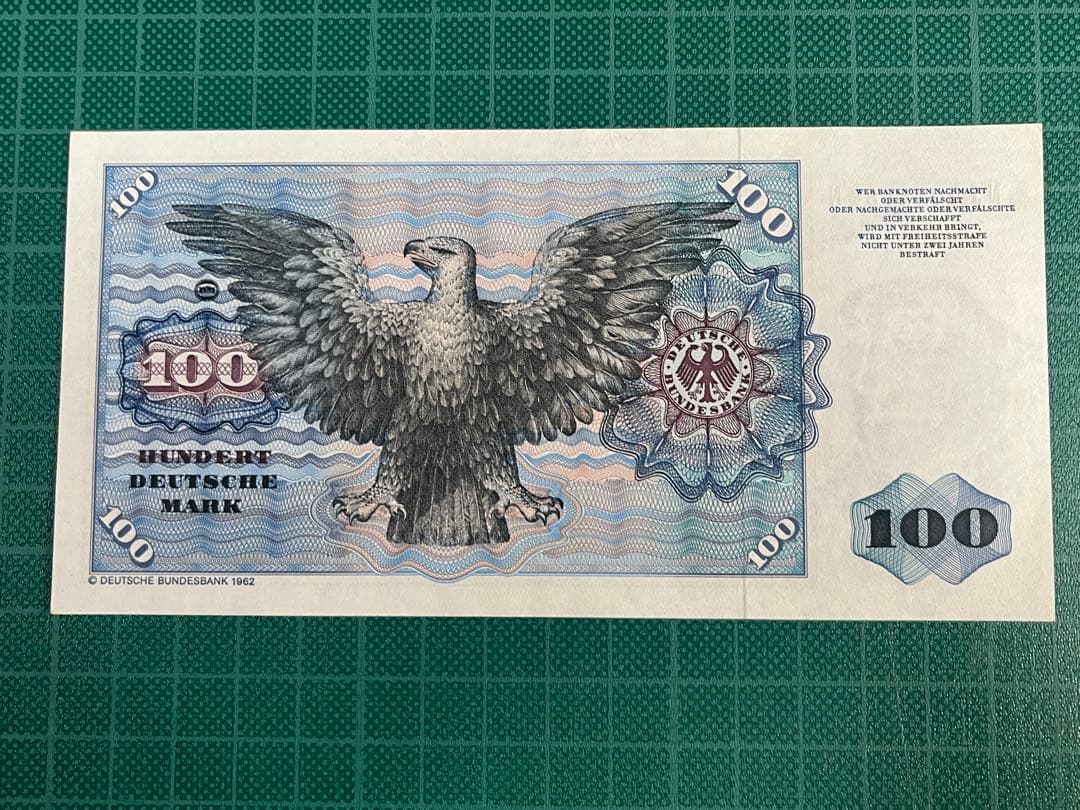 100
100
WER BANKNOTEN NACHMACHT
ODER VERFÄLSCHT
ODER NACHGEMACHTE ODER VERFÄLSCHTE
SICH VERSCHAFFT
UND IN VERKEHR BRINGT,
WIRD MIT FREIHEITSSTRAFE
NICHT UNTER ZWEI JAHREN
BESTRAFT
100
DEUTSCHE BUNDESBANK
HUNDERT
DEUTSCHE
MARK
100
100
100
© DEUTSCHE BUNDESBANK 1962